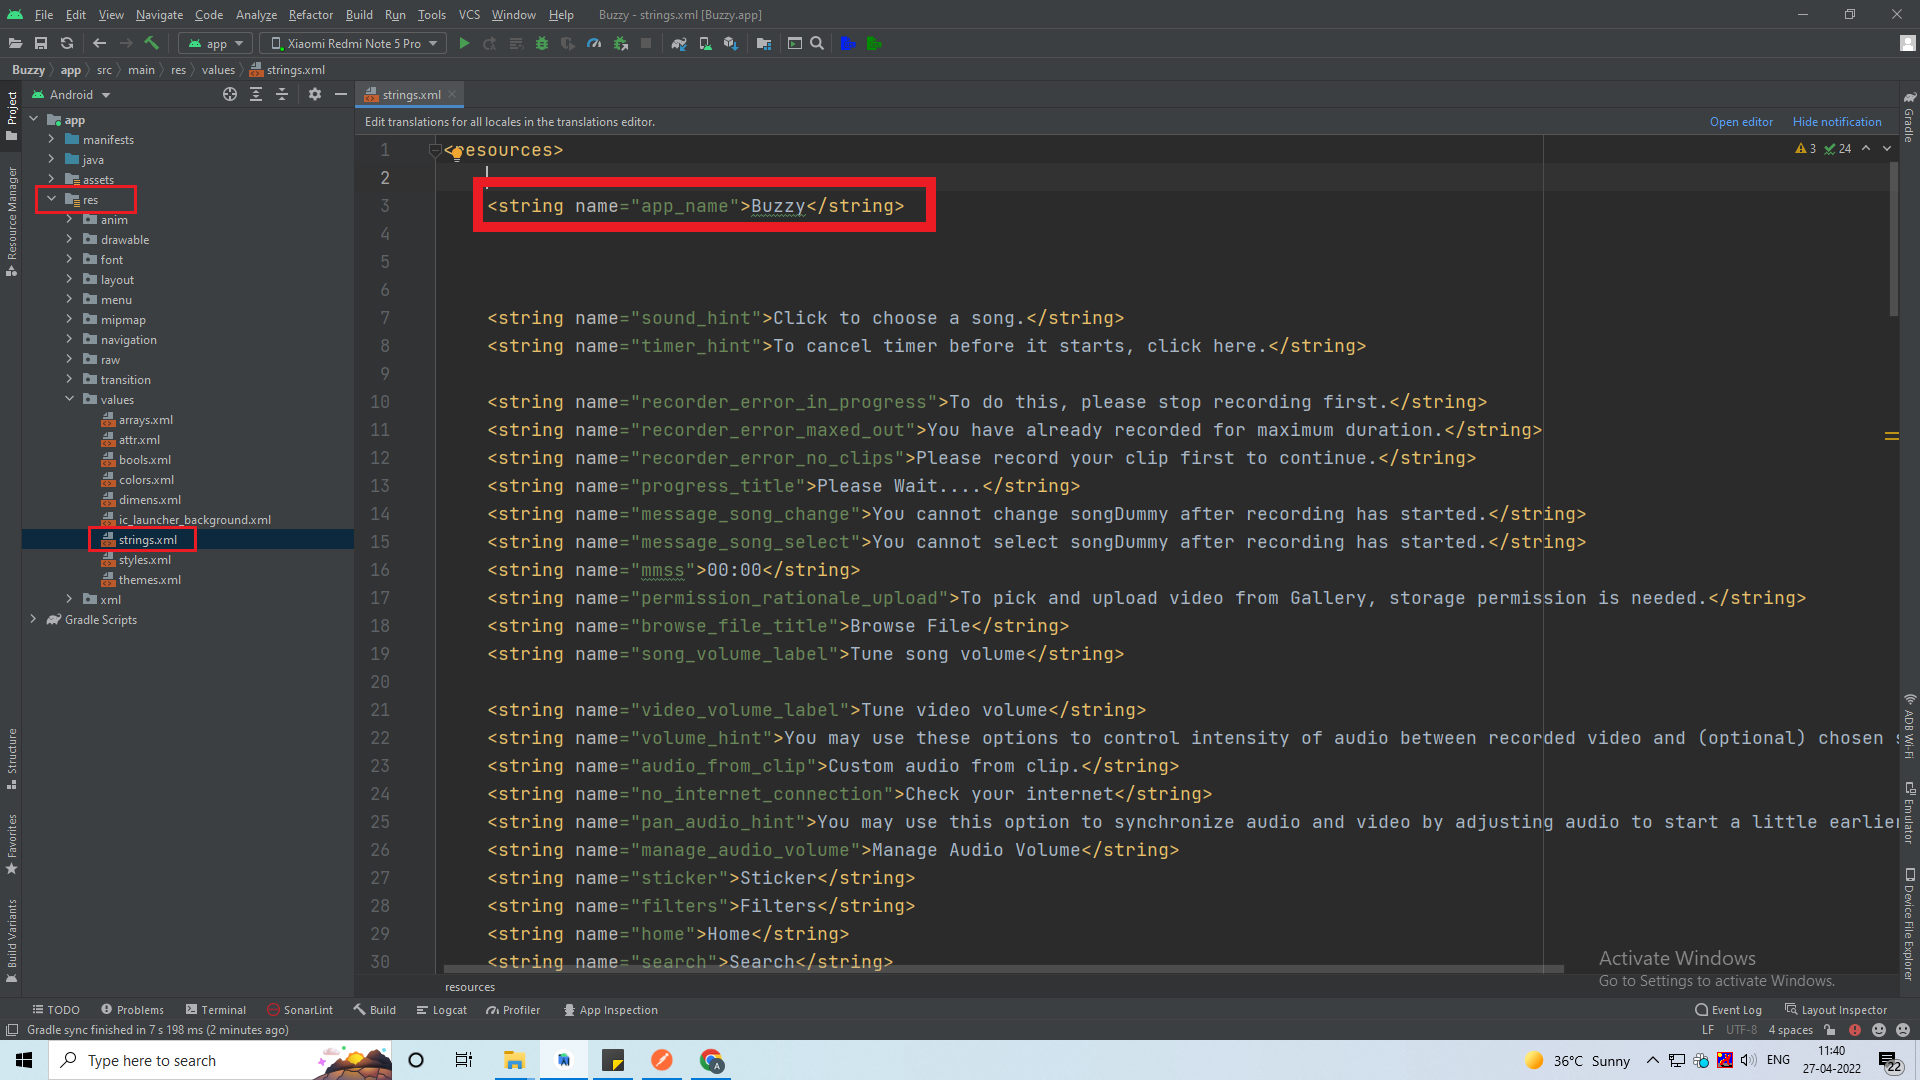 File Edit View Navigate Code Analyze Refactor Build Run Tools VCS Window Help Buzzy - strings.xml [Buzzy.app]
app Xiaomi Redmi Note 5 Pro
Buzzy app src main res values strings.xml
Android
strings.xml
Edit translations for all locales in the translations editor. Open editor Hide notification
Project
Resource Manager
Structure
Favorites
Build Variants
app
manifests
java
assets
res
anim
drawable
font
layout
menu
mipmap
navigation
raw
transition
values
arrays.xml
attr.xml
bools.xml
colors.xml
dimens.xml
ic_launcher_background.xml
strings.xml
styles.xml
themes.xml
xml
Gradle Scripts
3 24
1 <resources>
2
3 <string name="app_name">Buzzy</string>
4
5
6
7 <string name="sound_hint">Click to choose a song.</string>
8 <string name="timer_hint">To cancel timer before it starts, click here.</string>
9
10 <string name="recorder_error_in_progress">To do this, please stop recording first.</string>
11 <string name="recorder_error_maxed_out">You have already recorded for maximum duration.</string>
12 <string name="recorder_error_no_clips">Please record your clip first to continue.</string>
13 <string name="progress_title">Please Wait....</string>
14 <string name="message_song_change">You cannot change songDummy after recording has started.</string>
15 <string name="message_song_select">You cannot select songDummy after recording has started.</string>
16 <string name="mmss">00:00</string>
17 <string name="permission_rationale_upload">To pick and upload video from Gallery, storage permission is needed.</string>
18 <string name="browse_file_title">Browse File</string>
19 <string name="song_volume_label">Tune song volume</string>
20
21 <string name="video_volume_label">Tune video volume</string>
22 <string name="volume_hint">You may use these options to control intensity of audio between recorded video and (optional) chosen s
23 <string name="audio_from_clip">Custom audio from clip.</string>
24 <string name="no_internet_connection">Check your internet</string>
25 <string name="pan_audio_hint">You may use this option to synchronize audio and video by adjusting audio to start a little earlier
26 <string name="manage_audio_volume">Manage Audio Volume</string>
27 <string name="sticker">Sticker</string>
28 <string name="filters">Filters</string>
29 <string name="home">Home</string>
30 <string name="search">Search</string>
Gradle
ADB Wi-Fi
Emulator
Device File Explorer
Activate Windows
Go to Settings to activate Windows.
resources
TODO Problems Terminal SonarLint Build Logcat Profiler App Inspection Event Log Layout Inspector
Gradle sync finished in 7 s 198 ms (2 minutes ago) LF UTF-8 4 spaces
Type here to search 36°C Sunny ENG 11:40
27-04-2022 22